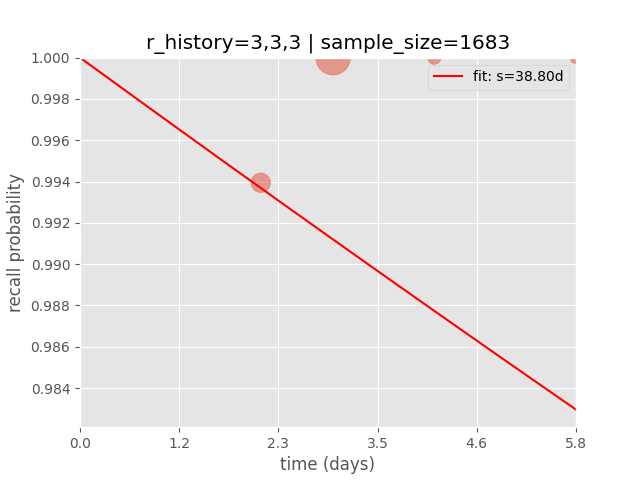 r_history=3,3,3 | sample_size=1683
1.000
0.998
0.996
0.994
0.992
0.990
0.988
0.986
0.984
recall probability
fit: s=38.80d
0.0 1.2 2.3 3.5 4.6 5.8
time (days)